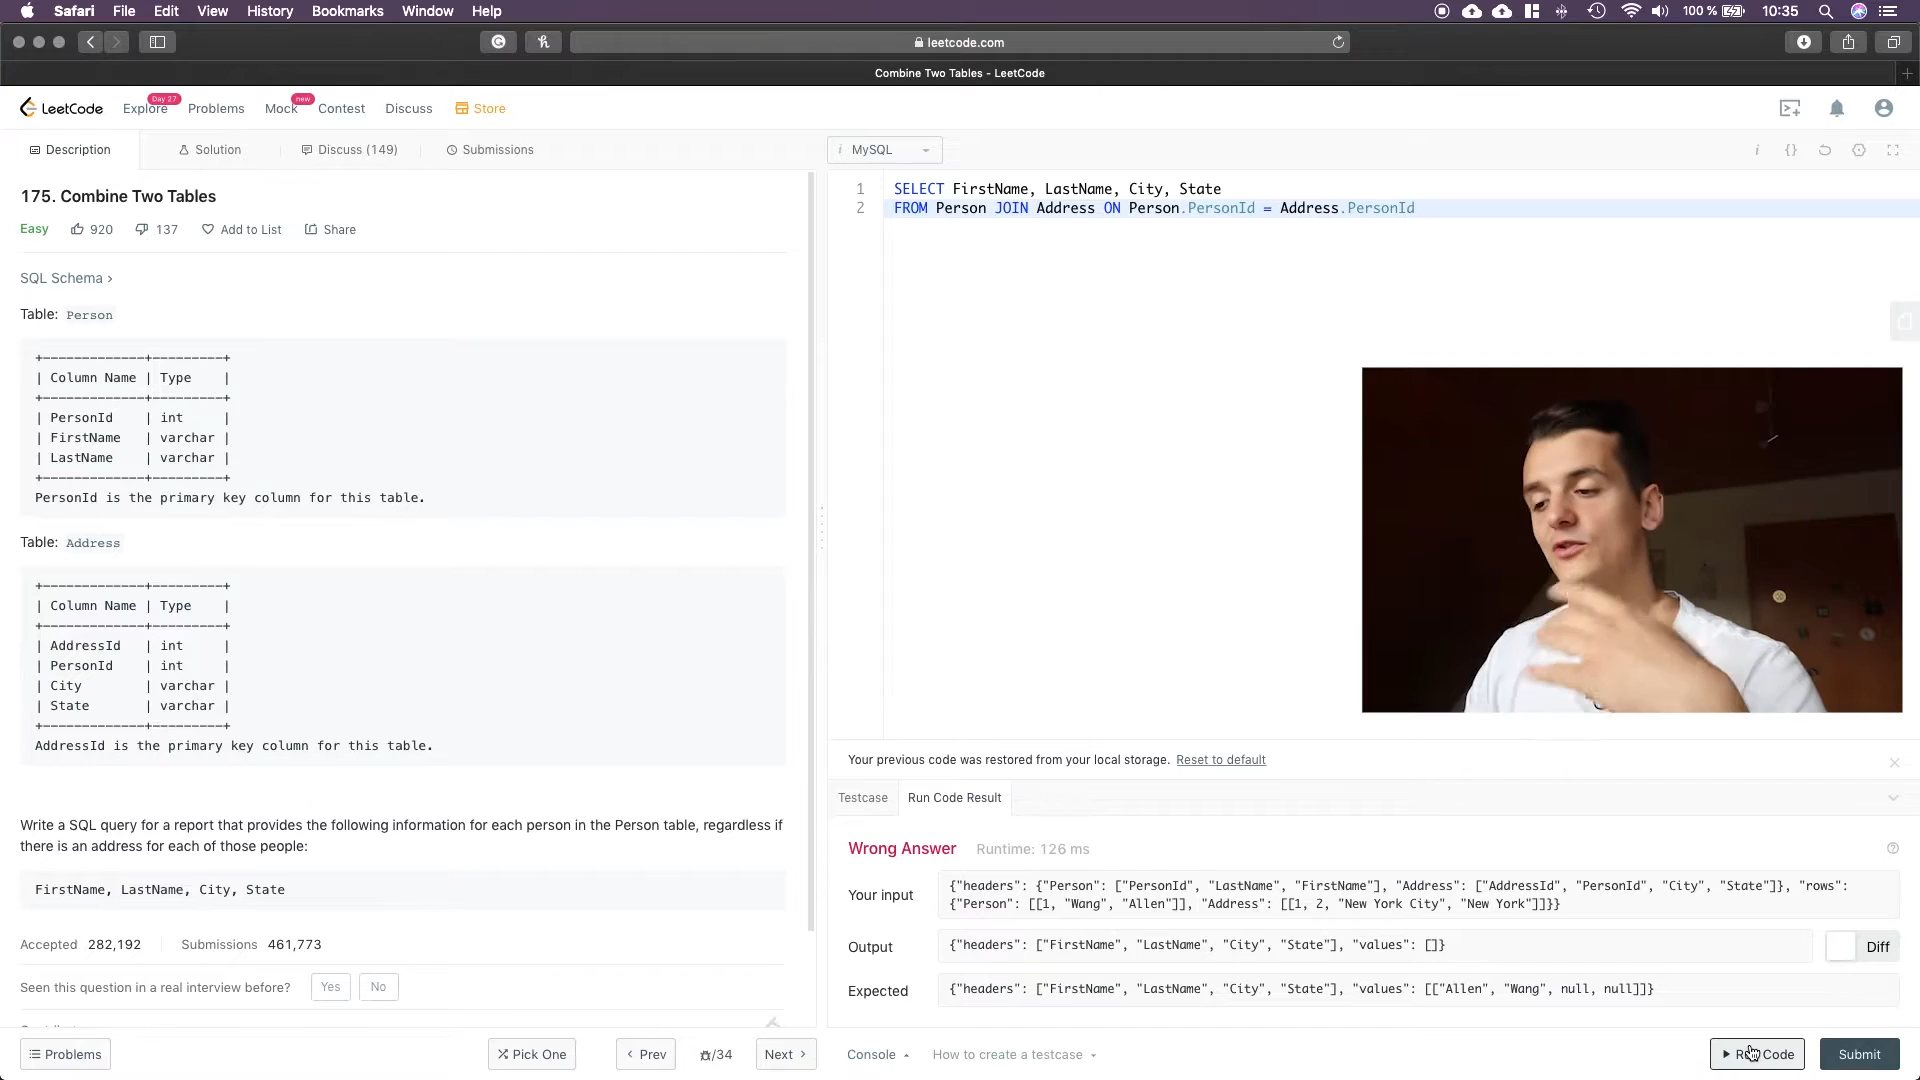 Safari File Edit View History Bookmarks Window Help
100 % 10:35
leetcode.com
Combine Two Tables - LeetCode
LeetCode Explore Day 27 Problems Mock new Contest Discuss Store
Description Solution Discuss (149) Submissions
175. Combine Two Tables
Easy 920 137 Add to List Share
SQL Schema ›
Table: Person
+-------------+---------+
| Column Name | Type    |
+-------------+---------+
| PersonId    | int     |
| FirstName   | varchar |
| LastName    | varchar |
+-------------+---------+
PersonId is the primary key column for this table.
Table: Address
+-------------+---------+
| Column Name | Type    |
+-------------+---------+
| AddressId   | int     |
| PersonId    | int     |
| City        | varchar |
| State       | varchar |
+-------------+---------+
AddressId is the primary key column for this table.
Write a SQL query for a report that provides the following information for each person in the Person table, regardless if
there is an address for each of those people:
FirstName, LastName, City, State
Accepted 282,192 Submissions 461,773
Seen this question in a real interview before? Yes No
Problems Pick One ‹ Prev /34 Next ›
i MySQL
i {}
1 SELECT FirstName, LastName, City, State
2 FROM Person JOIN Address ON Person.PersonId = Address.PersonId
Your previous code was restored from your local storage. Reset to default
Testcase Run Code Result
Wrong Answer Runtime: 126 ms
Your input
{"headers": {"Person": ["PersonId", "LastName", "FirstName"], "Address": ["AddressId", "PersonId", "City", "State"]}, "rows":
{"Person": [[1, "Wang", "Allen"]], "Address": [[1, 2, "New York City", "New York"]]}}
Output {"headers": ["FirstName", "LastName", "City", "State"], "values": []} Diff
Expected {"headers": ["FirstName", "LastName", "City", "State"], "values": [["Allen", "Wang", null, null]]}
Console How to create a testcase Code Submit